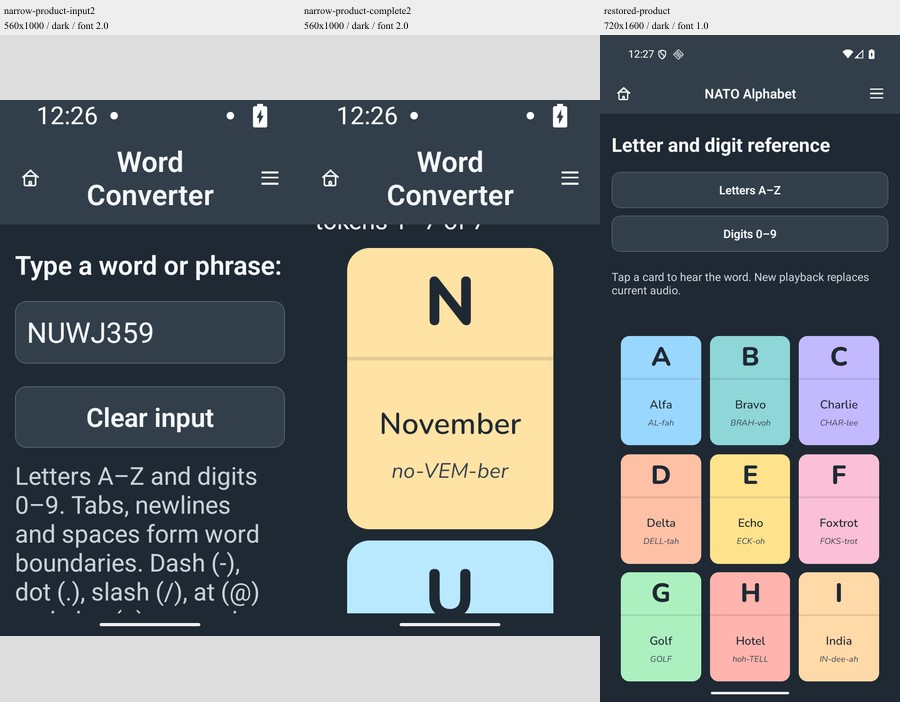 narrow-product-input2
560x1000 / dark / font 2.0
12:26
Word
Converter
Type a word or phrase:
NUWJ359
Clear input
Letters A–Z and digits
0–9. Tabs, newlines
and spaces form word
boundaries. Dash (-),
dot (.), slash (/), at (@)
narrow-product-complete2
560x1000 / dark / font 2.0
12:26
Word
Converter
N
November
no-VEM-ber
U
restored-product
720x1600 / dark / font 1.0
12:27
NATO Alphabet
Letter and digit reference
Letters A–Z
Digits 0–9
Tap a card to hear the word. New playback replaces
current audio.
A
Alfa
AL-fah
B
Bravo
BRAH-voh
C
Charlie
CHAR-lee
D
Delta
DELL-tah
E
Echo
ECK-oh
F
Foxtrot
FOKS-trot
G
Golf
GOLF
H
Hotel
hoh-TELL
I
India
IN-dee-ah